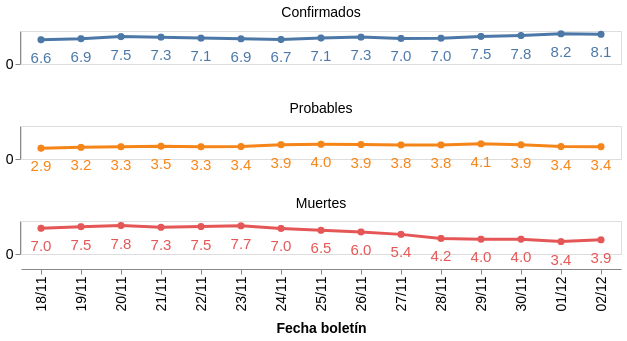 Confirmados
0
6.6 6.9 7.5 7.3 7.1 6.9 6.7 7.1 7.3 7.0 7.0 7.5 7.8 8.2 8.1
Probables
0
2.9 3.2 3.3 3.5 3.3 3.4 3.9 4.0 3.9 3.8 3.8 4.1 3.9 3.4 3.4
Muertes
0
7.0 7.5 7.8 7.3 7.5 7.7 7.0 6.5 6.0 5.4 4.2 4.0 4.0 3.4 3.9
18/11 19/11 20/11 21/11 22/11 23/11 24/11 25/11 26/11 27/11 28/11 29/11 30/11 01/12 02/12
Fecha boletín